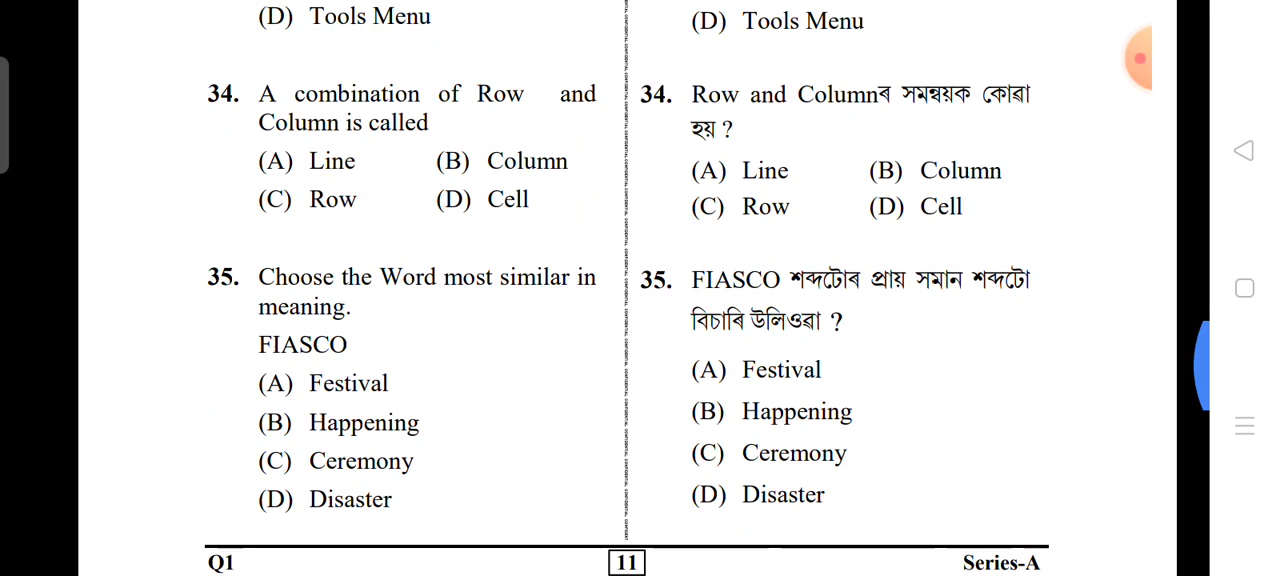 (D) Tools Menu
34. A combination of Row and
Column is called
(A) Line (B) Column
(C) Row (D) Cell
35. Choose the Word most similar in
meaning.
FIASCO
(A) Festival
(B) Happening
(C) Ceremony
(D) Disaster
(D) Tools Menu
34. Row and Columnৰ সমন্বয়ক কোৱা
হয় ?
(A) Line (B) Column
(C) Row (D) Cell
35. FIASCO শব্দটোৰ প্ৰায় সমান শব্দটো
বিচাৰি উলিওৱা ?
(A) Festival
(B) Happening
(C) Ceremony
(D) Disaster
Q1 11 Series-A